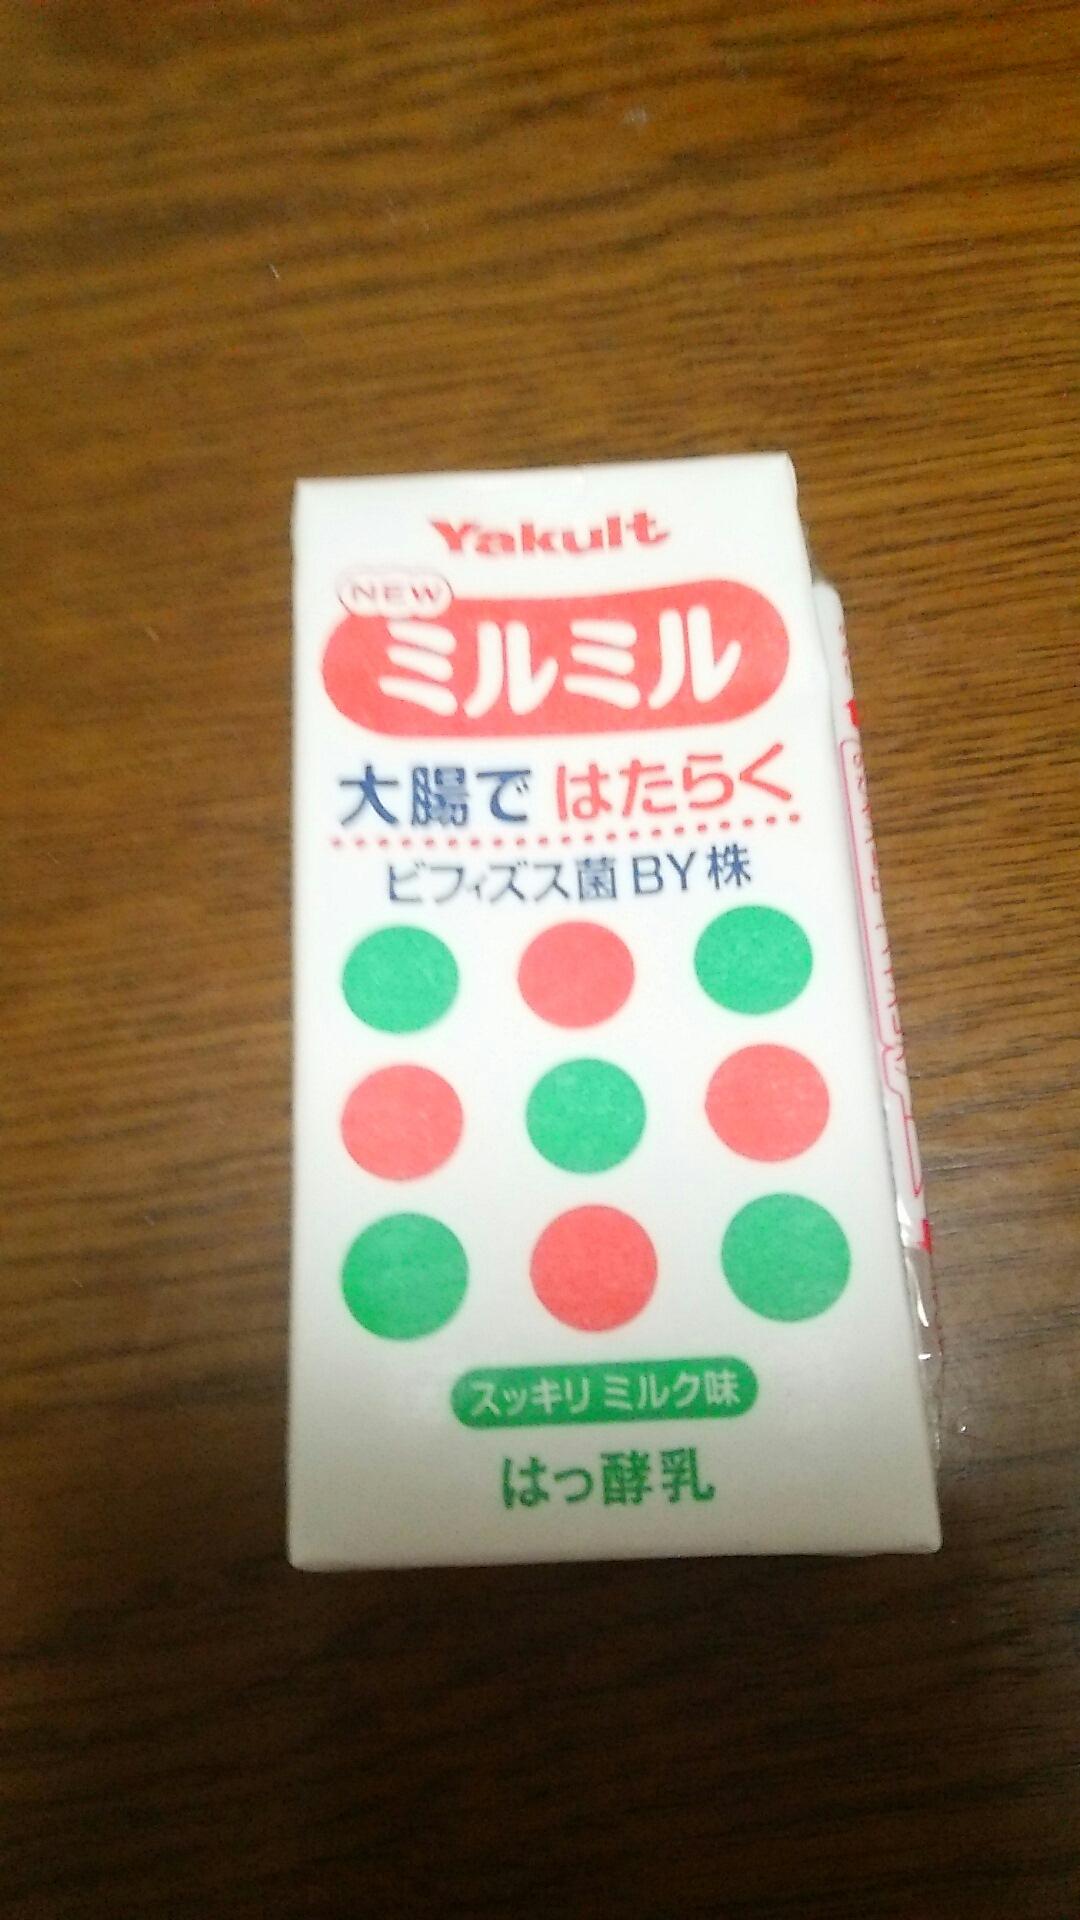 Yakult
NEW
ミルミル
大腸ではたらく
ビフィズス菌 BY株
スッキリ ミルク味
はっ酵乳